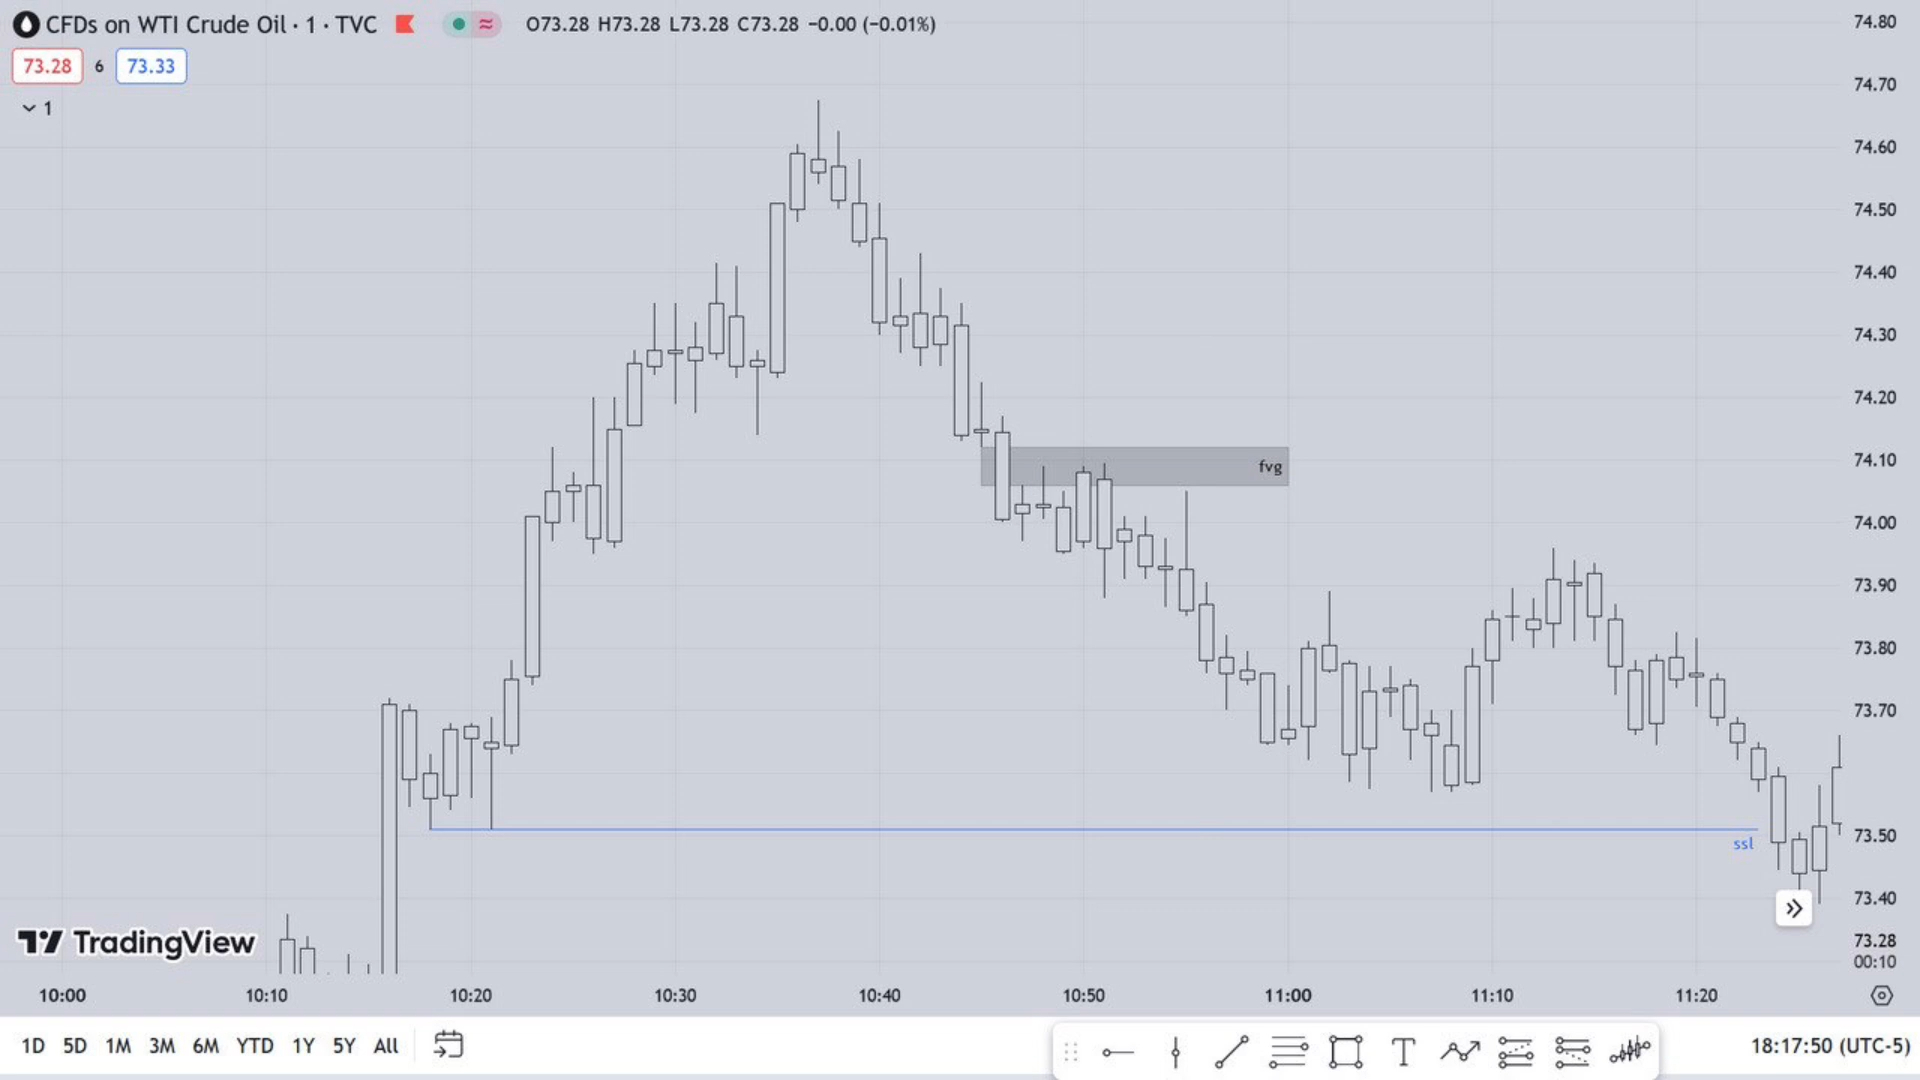 CFDs on WTI Crude Oil · 1 · TVC O73.28 H73.28 L73.28 C73.28 −0.00 (−0.01%)
73.28 6 73.33
1
74.80
74.70
74.60
74.50
74.40
74.30
74.20
74.10
74.00
73.90
73.80
73.70
73.50
73.40
73.28
00:10
fvg
ssl
TradingView
10:00 10:10 10:20 10:30 10:40 10:50 11:00 11:10 11:20
1D 5D 1M 3M 6M YTD 1Y 5Y All
T
18:17:50 (UTC-5)